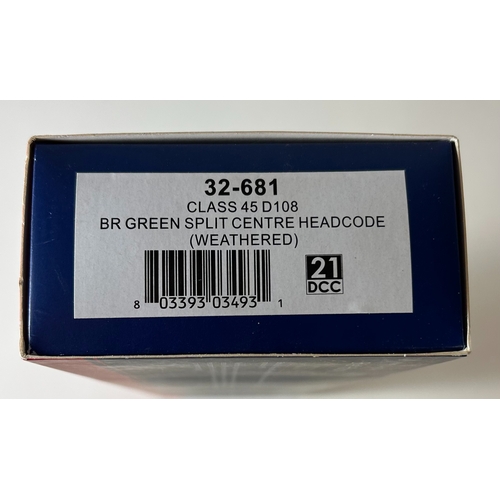 32-681
CLASS 45 D108
BR GREEN SPLIT CENTRE HEADCODE
(WEATHERED)
21
DCC
8 03393 03493 1